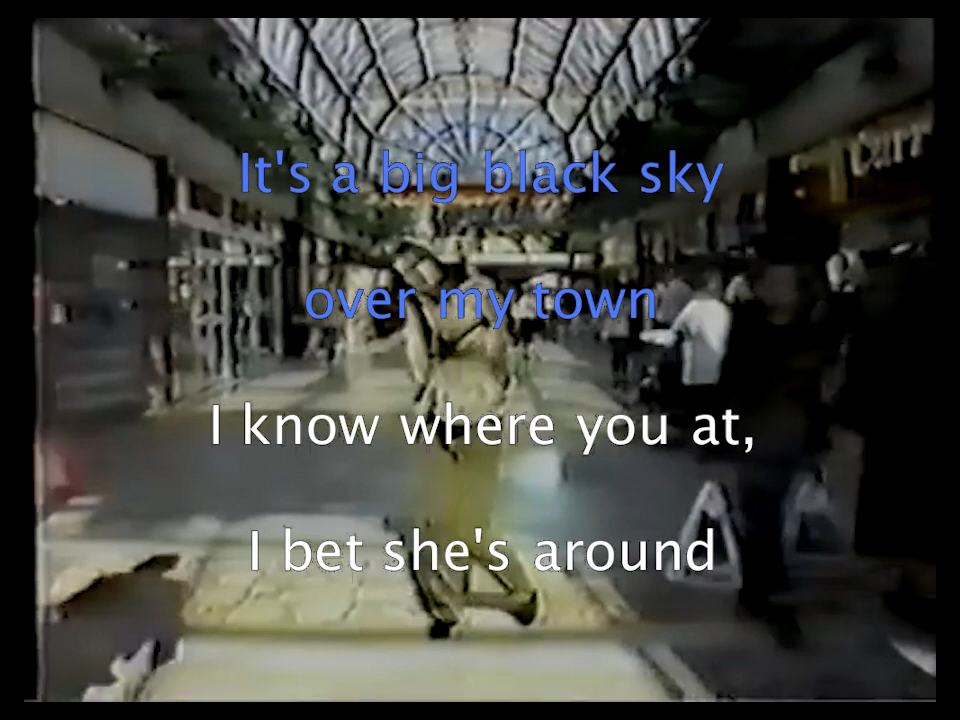 It's a big black sky
over my town
I know where you at,
I bet she's around